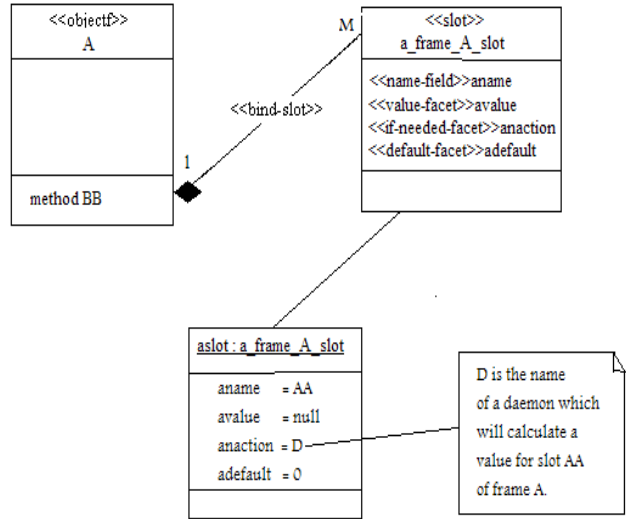 <<objectf>>
A
method BB
1
<<bind-slot>>
M
<<slot>>
a_frame_A_slot
<<name-field>>aname
<<value-facet>>avalue
<<if-needed-facet>>anaction
<<default-facet>>adefault
aslot : a_frame_A_slot
aname = AA
avalue = null
anaction = D
adefault = 0
D is the name
of a daemon which
will calculate a
value for slot AA
of frame A.